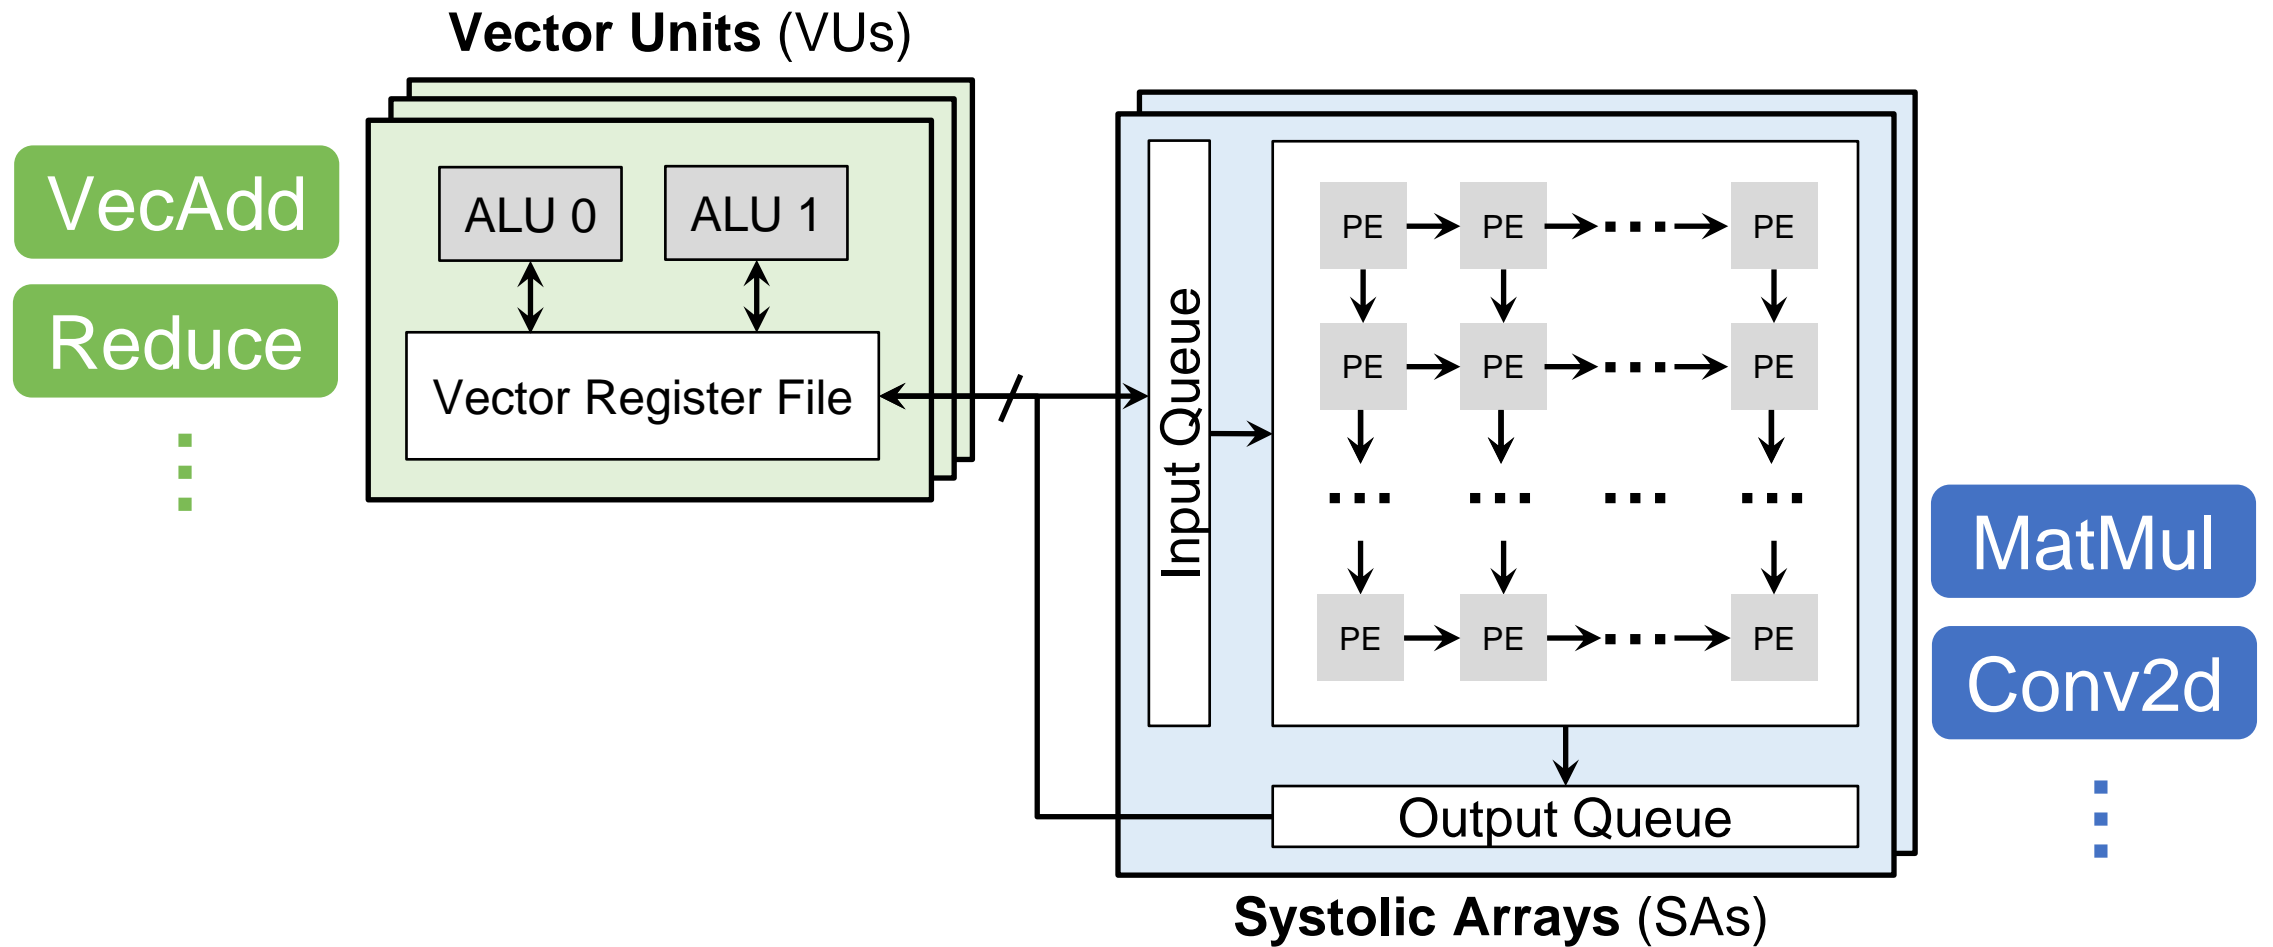 Vector Units (VUs)
VecAdd
Reduce
ALU 0
ALU 1
Vector Register File
Input Queue
PE PE PE
PE PE PE
PE PE PE
Output Queue
Systolic Arrays (SAs)
MatMul
Conv2d